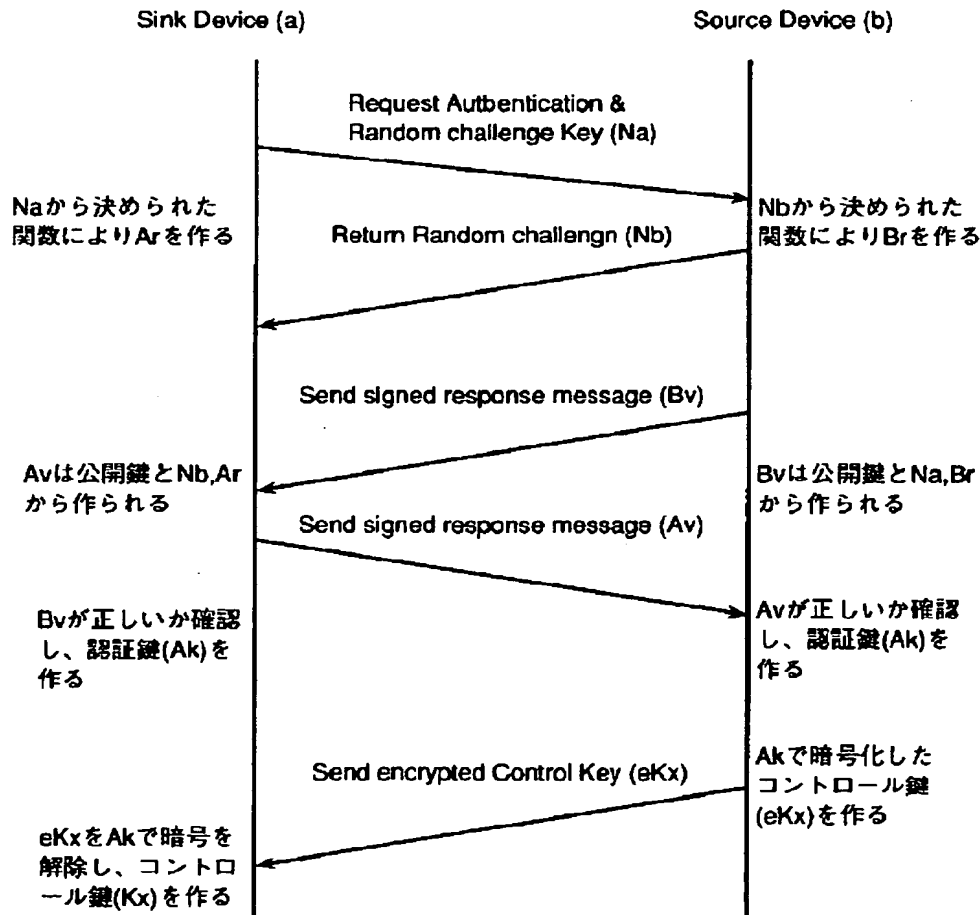 Sink Device (a)
Source Device (b)
Request Autbentication &
Random challenge Key (Na)
Naから決められた
関数によりArを作る
Return Random challengn (Nb)
Nbから決められた
関数によりBrを作る
Send signed response message (Bv)
Avは公開鍵とNb,Ar
から作られる
Bvは公開鍵とNa,Br
から作られる
Send signed response message (Av)
Bvが正しいか確認
し、認証鍵(Ak)を
作る
Avが正しいか確認
し、認証鍵(Ak)を
作る
Send encrypted Control Key (eKx)
Akで暗号化した
コントロール鍵
(eKx)を作る
eKxをAkで暗号を
解除し、コントロ
ール鍵(Kx)を作る